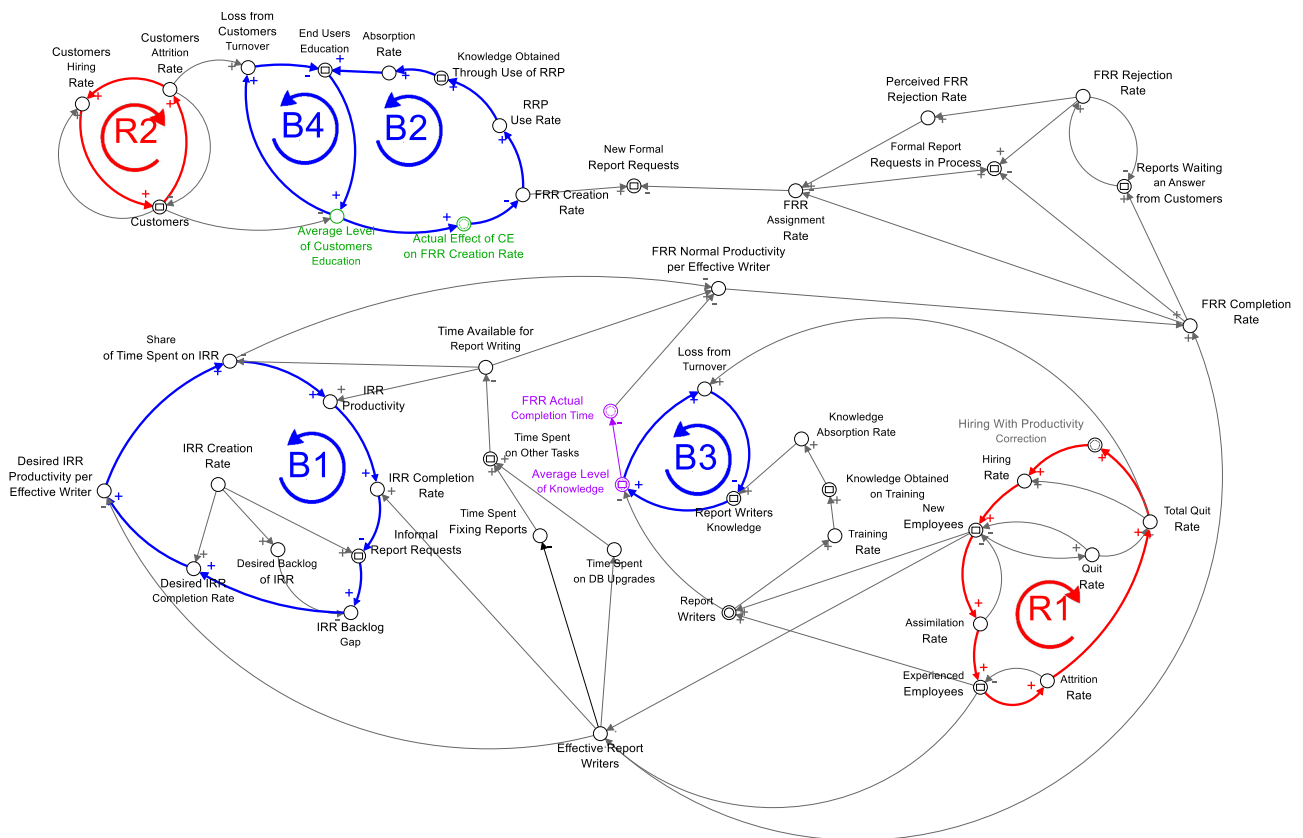 Customers
Hiring
Rate
Customers
Attrition
Rate
Loss from
Customers
Turnover
End Users
Education
Absorption
Rate
Knowledge Obtained
Through Use of RRP
RRP
Use Rate
R2
B4
B2
Customers
Average Level
of Customers
Education
Actual Effect of CE
on FRR Creation Rate
FRR Creation
Rate
New Formal
Report Requests
Perceived FRR
Rejection Rate
FRR Rejection
Rate
Formal Report
Requests in Process
Reports Waiting
an Answer
from Customers
FRR
Assignment
Rate
FRR Normal Productivity
per Effective Writer
FRR Completion
Rate
Share
of Time Spent on IRR
Time Available for
Report Writing
IRR
Productivity
Loss from
Turnover
FRR Actual
Completion Time
Time Spent
on Other Tasks
Average Level
of Knowledge
B3
Knowledge
Absorption Rate
Hiring With Productivity
Correction
Hiring
Rate
IRR Creation
Rate
B1
Desired IRR
Productivity per
Effective Writer
IRR Completion
Rate
Report Writers
Knowledge
Knowledge Obtained
on Training
New
Employees
Total Quit
Rate
Time Spent
Fixing Reports
Informal
Report Requests
Training
Rate
Desired Backlog
of IRR
Desired IRR
Completion Rate
Time Spent
on DB Upgrades
Quit
Rate
IRR Backlog
Gap
Report
Writers
R1
Assimilation
Rate
Experienced
Employees
Attrition
Rate
Effective Report
Writers